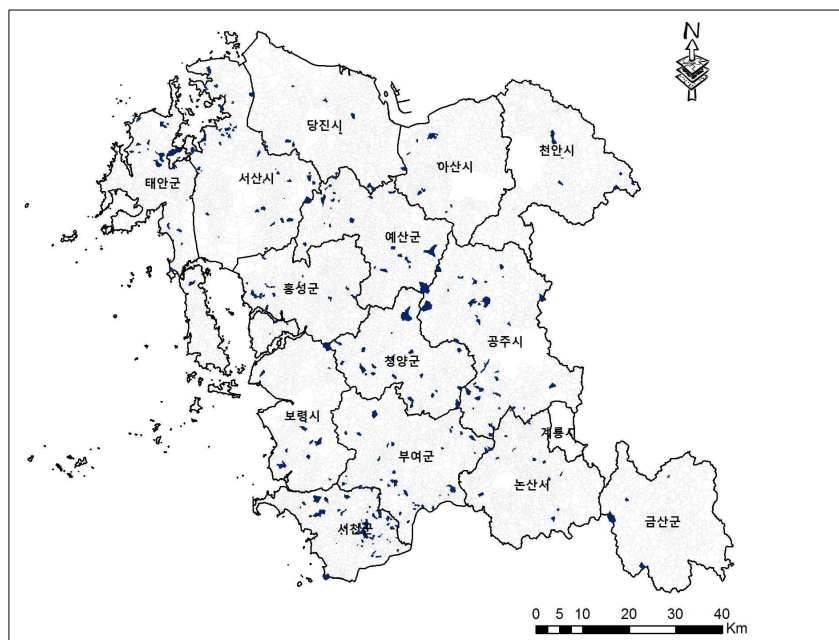 N
당진시
아산시
천안시
태안군
서산시
예산군
홍성군
공주시
청양군
보령시
계룡시
부여군
논산시
서천군
금산군
0 5 10 20 30 40
Km